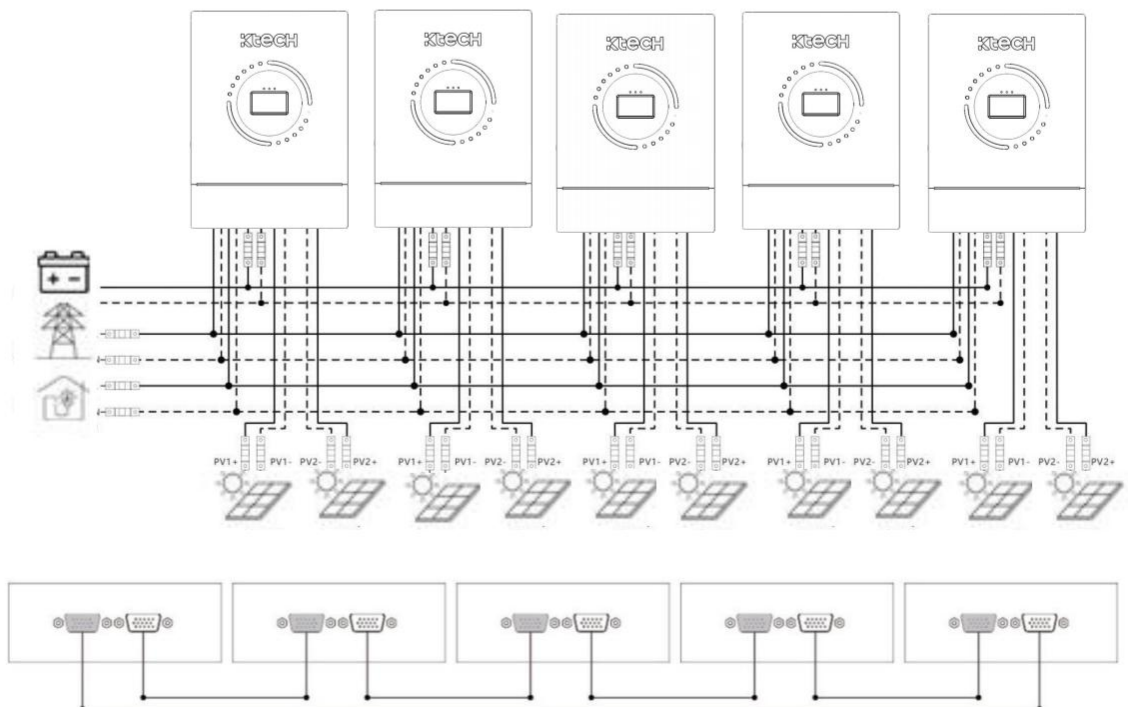 KtecH KtecH KtecH KtecH KtecH
+ -
PV1+ PV1- PV2- PV2+ PV1+ PV1- PV2- PV2+ PV1+ PV1- PV2- PV2+ PV1+ PV1- PV2- PV2+ PV1+ PV1- PV2- PV2+